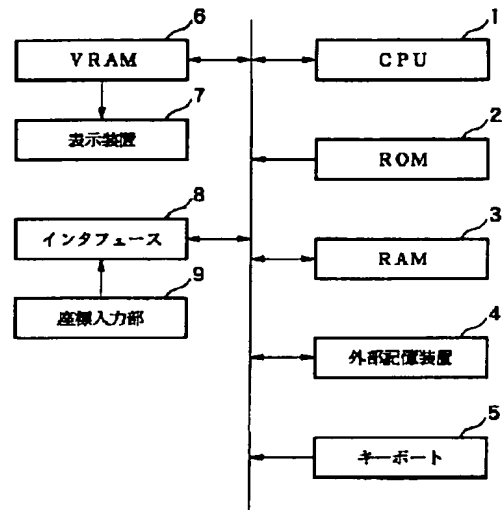 6
VRAM
7
表示装置
8
インタフェース
9
座標入力部
1
CPU
2
ROM
3
RAM
4
外部記憶装置
5
キーボート